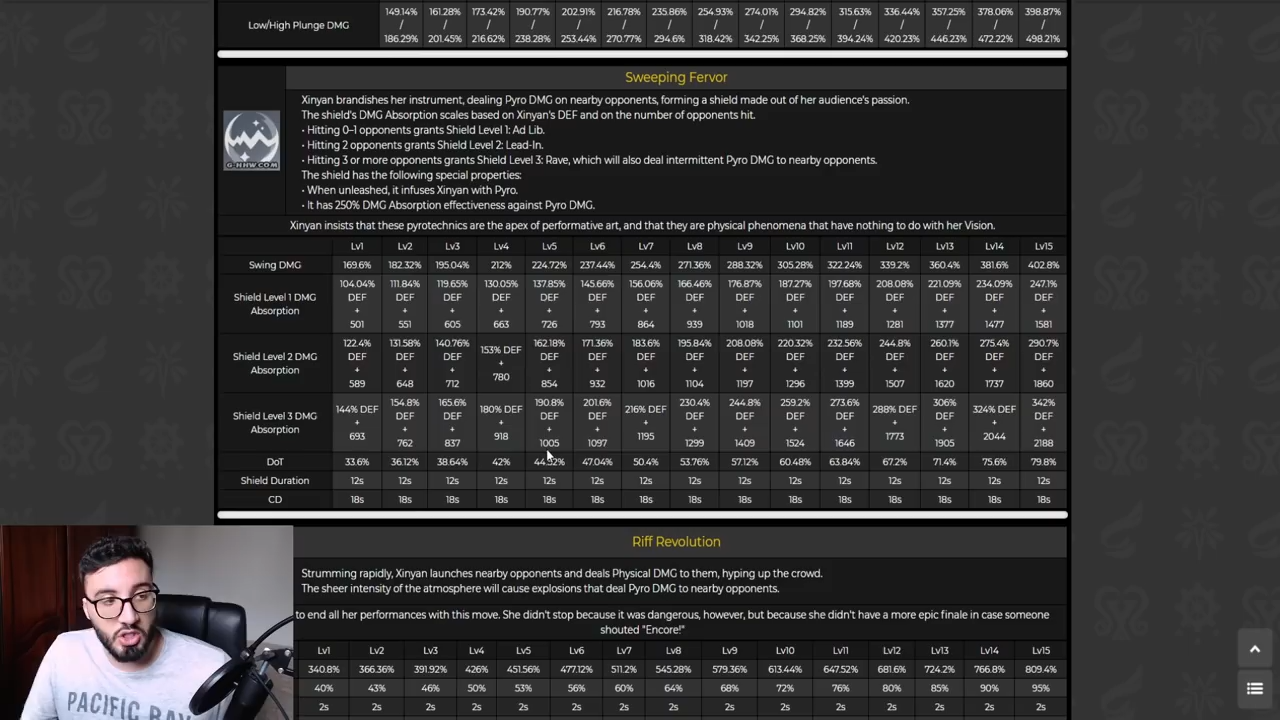 Low/High Plunge DMG 149.14% / 186.29% 161.28% / 201.45% 173.42% / 216.62% 190.77% / 238.28% 202.91% / 253.44% 216.78% / 270.77% 235.86% / 294.6% 254.93% / 318.42% 274.01% / 342.25% 294.82% / 368.25% 315.63% / 394.24% 336.44% / 420.23% 357.25% / 446.23% 378.06% / 472.22% 398.87% / 498.21%
Sweeping Fervor
Xinyan brandishes her instrument, dealing Pyro DMG on nearby opponents, forming a shield made out of her audience's passion.
The shield's DMG Absorption scales based on Xinyan's DEF and on the number of opponents hit.
• Hitting 0–1 opponents grants Shield Level 1: Ad Lib.
• Hitting 2 opponents grants Shield Level 2: Lead-In.
• Hitting 3 or more opponents grants Shield Level 3: Rave, which will also deal intermittent Pyro DMG to nearby opponents.
The shield has the following special properties:
• When unleashed, it infuses Xinyan with Pyro.
• It has 250% DMG Absorption effectiveness against Pyro DMG.
G-NHW.COM
Xinyan insists that these pyrotechnics are the apex of performative art, and that they are physical phenomena that have nothing to do with her Vision.
Lv1 Lv2 Lv3 Lv4 Lv5 Lv6 Lv7 Lv8 Lv9 Lv10 Lv11 Lv12 Lv13 Lv14 Lv15
Swing DMG 169.6% 182.32% 195.04% 212% 224.72% 237.44% 254.4% 271.36% 288.32% 305.28% 322.24% 339.2% 360.4% 381.6% 402.8%
Shield Level 1 DMG Absorption 104.04% DEF + 501 111.84% DEF + 551 119.65% DEF + 605 130.05% DEF + 663 137.85% DEF + 726 145.66% DEF + 793 156.06% DEF + 864 166.46% DEF + 939 176.87% DEF + 1018 187.27% DEF + 1101 197.68% DEF + 1189 208.08% DEF + 1281 221.09% DEF + 1377 234.09% DEF + 1477 247.1% DEF + 1581
Shield Level 2 DMG Absorption 122.4% DEF + 589 131.58% DEF + 648 140.76% DEF + 712 153% DEF + 780 162.18% DEF + 854 171.36% DEF + 932 183.6% DEF + 1016 195.84% DEF + 1104 208.08% DEF + 1197 220.32% DEF + 1296 232.56% DEF + 1399 244.8% DEF + 1507 260.1% DEF + 1620 275.4% DEF + 1737 290.7% DEF + 1860
Shield Level 3 DMG Absorption 144% DEF + 693 154.8% DEF + 762 165.6% DEF + 837 180% DEF + 918 190.8% DEF + 1005 201.6% DEF + 1097 216% DEF + 1195 230.4% DEF + 1299 244.8% DEF + 1409 259.2% DEF + 1524 273.6% DEF + 1646 288% DEF + 1773 306% DEF + 1905 324% DEF + 2044 342% DEF + 2188
DoT 33.6% 36.12% 38.64% 42% 44.52% 47.04% 50.4% 53.76% 57.12% 60.48% 63.84% 67.2% 71.4% 75.6% 79.8%
Shield Duration 12s 12s 12s 12s 12s 12s 12s 12s 12s 12s 12s 12s 12s 12s 12s
CD 18s 18s 18s 18s 18s 18s 18s 18s 18s 18s 18s 18s 18s 18s 18s
Riff Revolution
Strumming rapidly, Xinyan launches nearby opponents and deals Physical DMG to them, hyping up the crowd.
The sheer intensity of the atmosphere will cause explosions that deal Pyro DMG to nearby opponents.
to end all her performances with this move. She didn't stop because it was dangerous, however, but because she didn't have a more epic finale in case someone
shouted "Encore!"
Lv1 Lv2 Lv3 Lv4 Lv5 Lv6 Lv7 Lv8 Lv9 Lv10 Lv11 Lv12 Lv13 Lv14 Lv15
340.8% 366.36% 391.92% 426% 451.56% 477.12% 511.2% 545.28% 579.36% 613.44% 647.52% 681.6% 724.2% 766.8% 809.4%
40% 43% 46% 50% 53% 56% 60% 64% 68% 72% 76% 80% 85% 90% 95%
2s 2s 2s 2s 2s 2s 2s 2s 2s 2s 2s 2s 2s 2s 2s
PACIFIC BAY